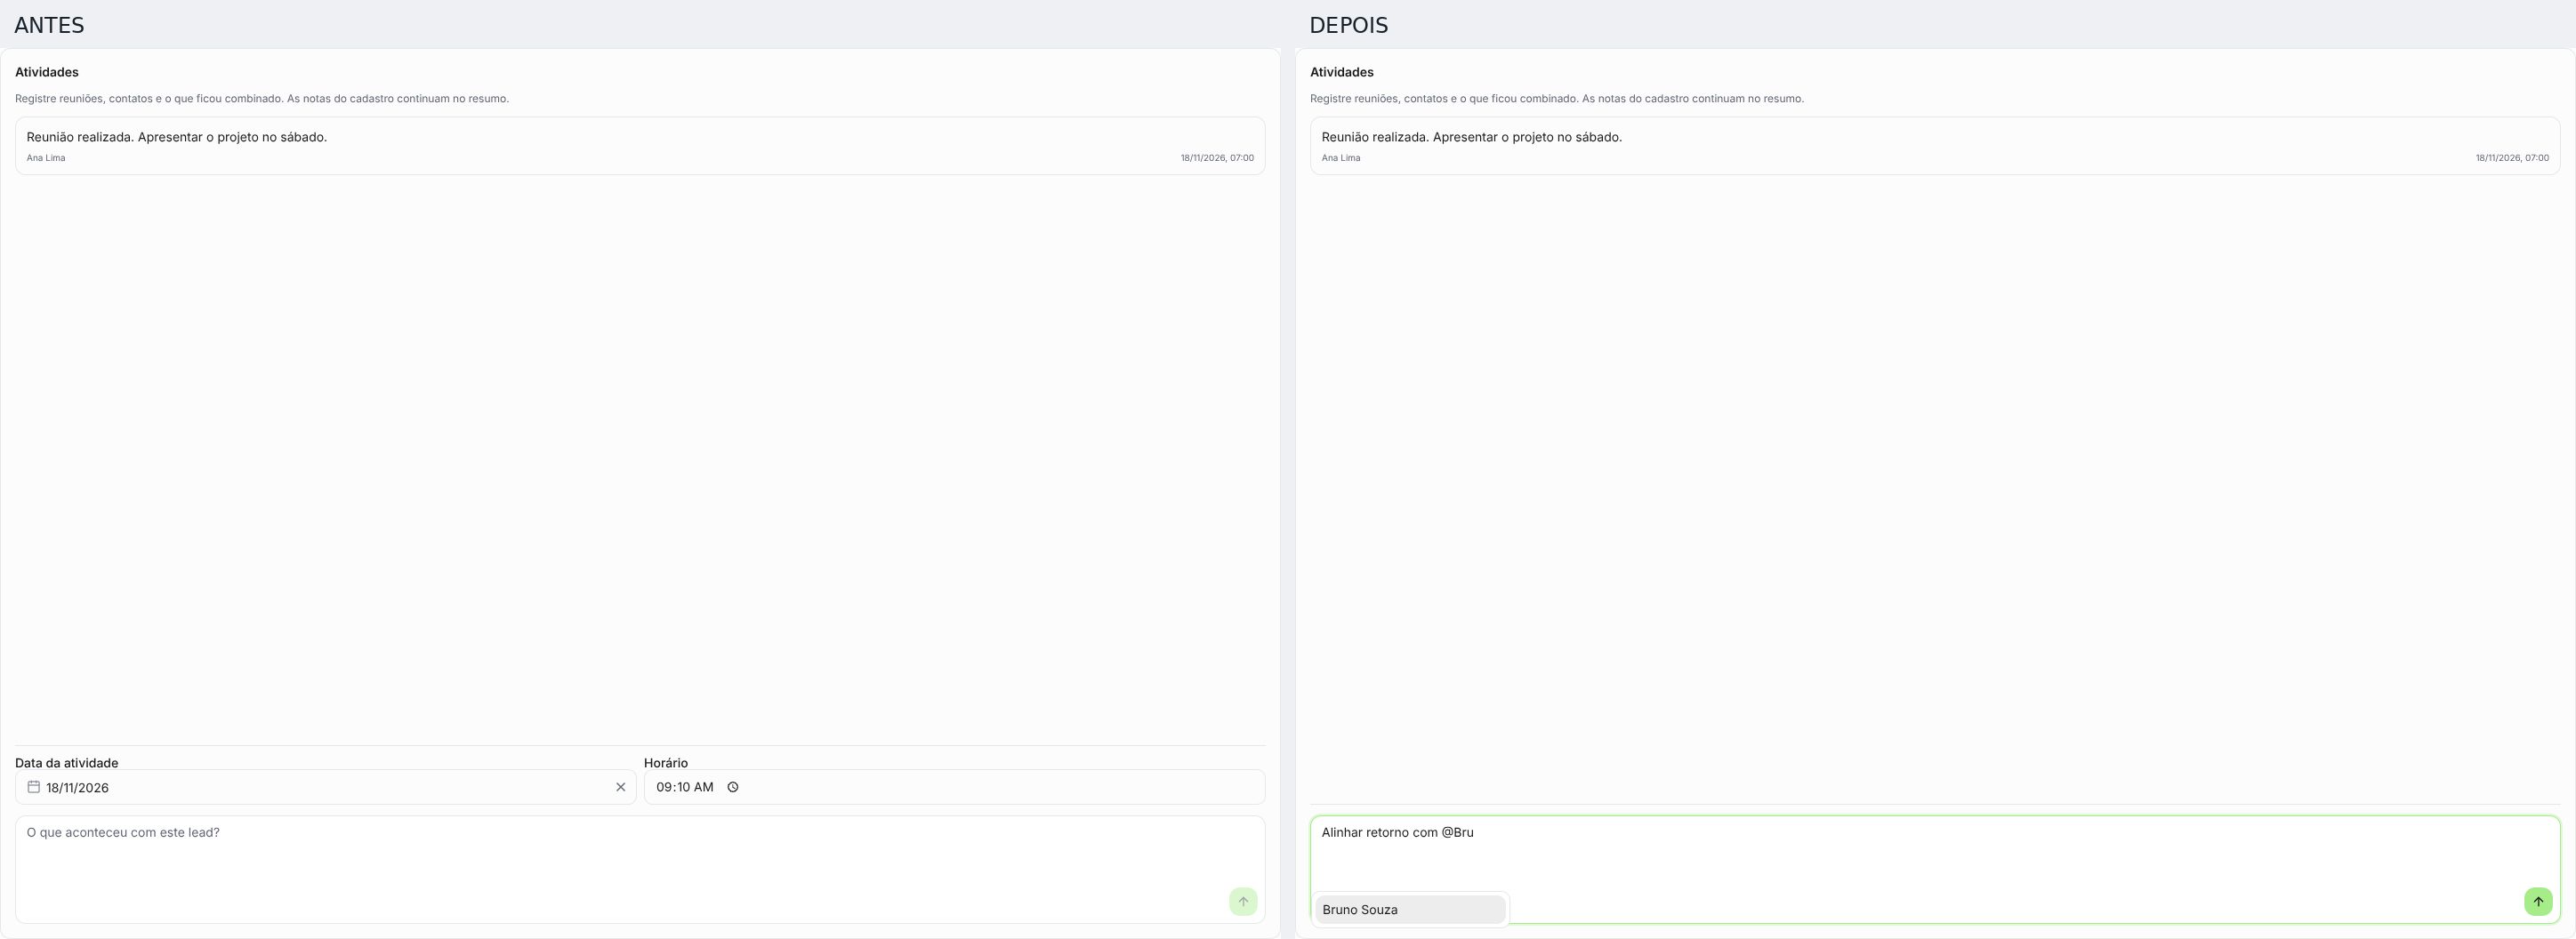 ANTES
Atividades
Registre reuniões, contatos e o que ficou combinado. As notas do cadastro continuam no resumo.
Reunião realizada. Apresentar o projeto no sábado.
Ana Lima
18/11/2026, 07:00
Data da atividade
Horário
18/11/2026
09:10 AM
O que aconteceu com este lead?
DEPOIS
Atividades
Registre reuniões, contatos e o que ficou combinado. As notas do cadastro continuam no resumo.
Reunião realizada. Apresentar o projeto no sábado.
Ana Lima
18/11/2026, 07:00
Alinhar retorno com @Bru
Bruno Souza